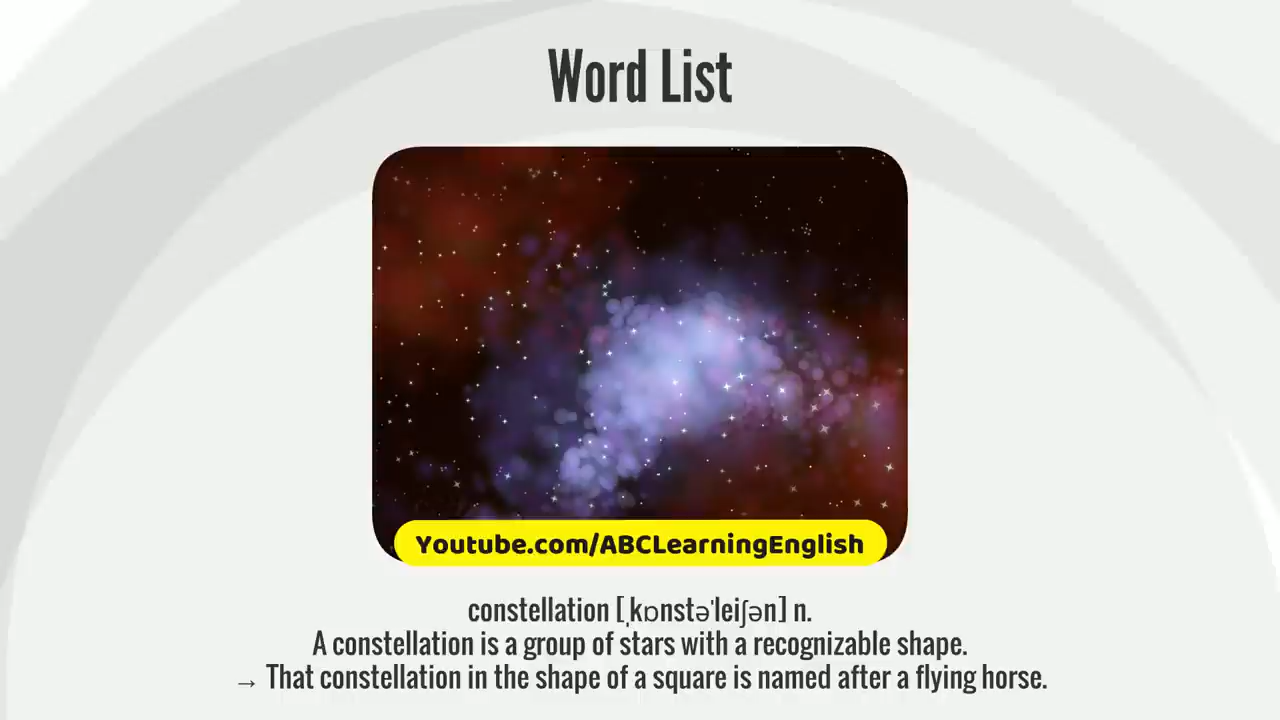 Word List
Youtube.com/ABCLearningEnglish
constellation [ˌkɒnstəˈleiʃən] n.
A constellation is a group of stars with a recognizable shape.
→ That constellation in the shape of a square is named after a flying horse.